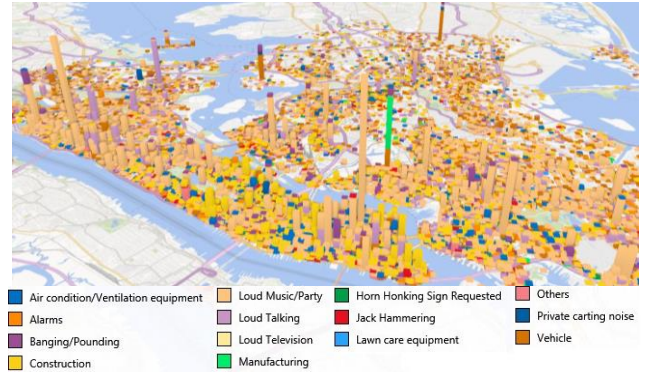 Air condition/Ventilation equipment
Alarms
Banging/Pounding
Construction
Loud Music/Party
Loud Talking
Loud Television
Manufacturing
Horn Honking Sign Requested
Jack Hammering
Lawn care equipment
Others
Private carting noise
Vehicle